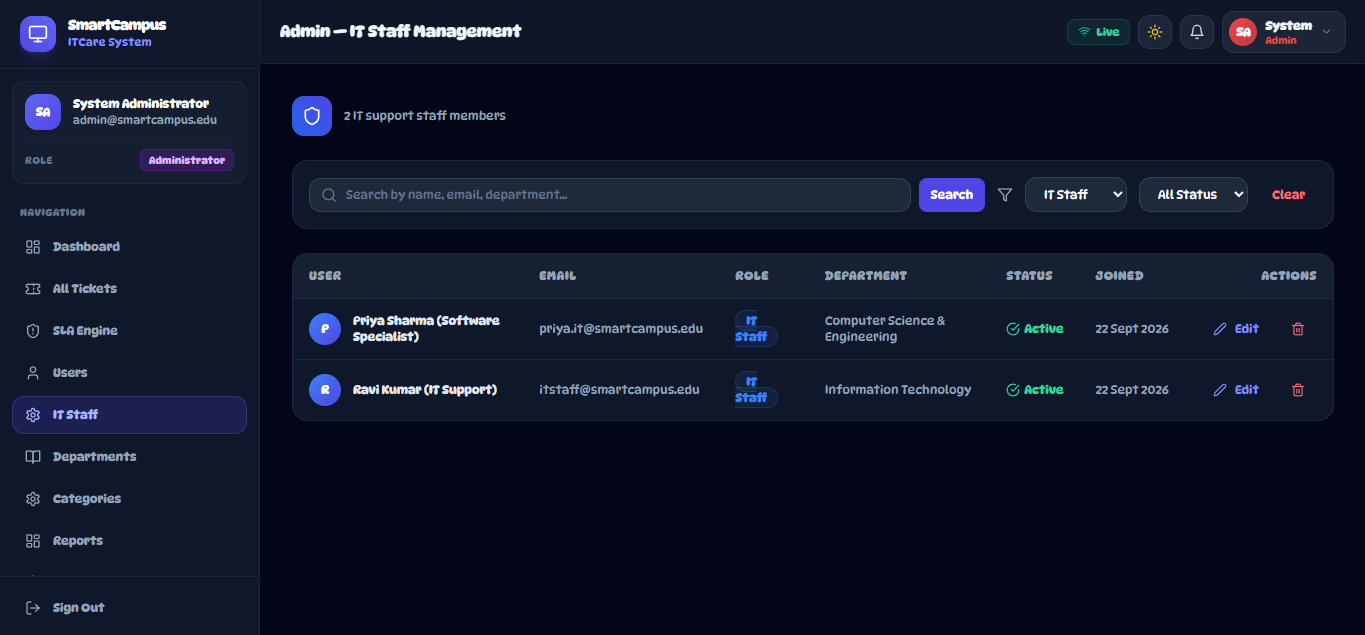 SmartCampus
ITCare System
SA
System Administrator
admin@smartcampus.edu
ROLE
Administrator
NAVIGATION
Dashboard
All Tickets
SLA Engine
Users
IT Staff
Departments
Categories
Reports
Sign Out
Admin — IT Staff Management
Live
SA
System
Admin
2 IT support staff members
Search by name, email, department...
Search
IT Staff
All Status
Clear
USER EMAIL ROLE DEPARTMENT STATUS JOINED ACTIONS
P
Priya Sharma (Software
Specialist)
priya.it@smartcampus.edu
IT
Staff
Computer Science &
Engineering
Active
22 Sept 2026
Edit
R
Ravi Kumar (IT Support)
itstaff@smartcampus.edu
IT
Staff
Information Technology
Active
22 Sept 2026
Edit